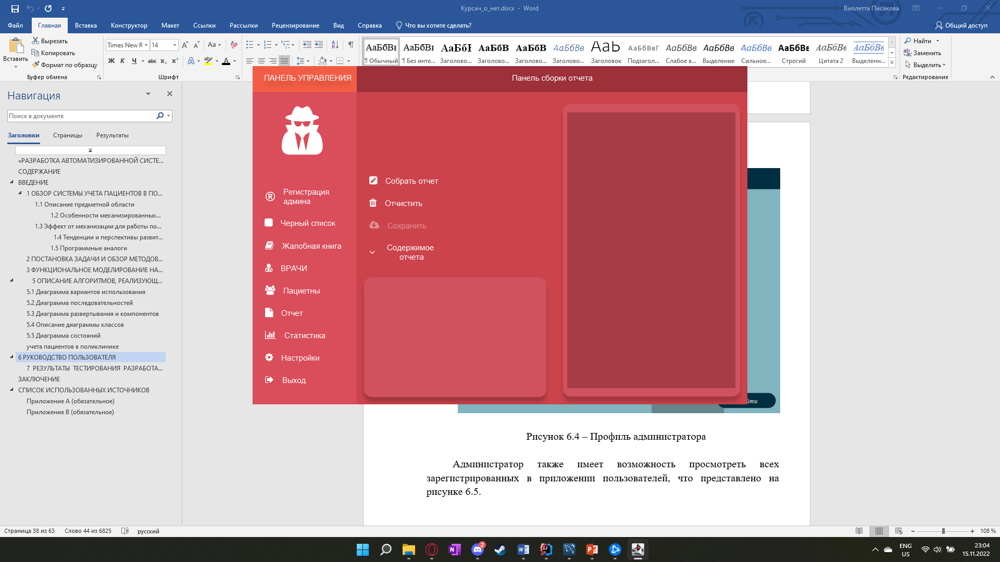 Курсач_о_нет.docx - Word
Виолетта Писакова
Файл
Главная
Вставка
Конструктор
Макет
Ссылки
Рассылки
Рецензирование
Вид
Справка
Что вы хотите сделать?
Общий доступ
Вставить
Вырезать
Копировать
Формат по образцу
Буфер обмена
Times New R
14
Aa
Ж К Ч abc x₂ x²
Шрифт
АаБбВı
¶ Обычный
АаБбВı
¶ Без инте...
АаБбІ
Заголово...
АаБбВ
Заголово...
АаБбВ
Заголово...
АаБбВв
Заголово...
Ааb
Заголовок
АаБбВвГ
Подзагол...
АаБбВв
Слабое в...
АаБбВв
Выделение
АаБбВв
Сильное...
АаБбВв
Строгий
АаБбВв
Цитата 2
АаБбВв
Выделенн...
Найти
Заменить
Выделить
Редактирование
Навигация
Поиск в документе
Заголовки
Страницы
Результаты
«РАЗРАБОТКА АВТОМАТИЗИРОВАННОЙ СИСТЕ...
СОДЕРЖАНИЕ
ВВЕДЕНИЕ
1 ОБЗОР СИСТЕМЫ УЧЕТА ПАЦИЕНТОВ В ПО...
1.1 Описание предметной области
1.2 Особенности механизированных...
1.3 Эффект от механизации для работы по...
1.4 Тенденции и перспективы развит...
1.5 Программные аналоги
2 ПОСТАНОВКА ЗАДАЧИ И ОБЗОР МЕТОДОВ...
3 ФУНКЦИОНАЛЬНОЕ МОДЕЛИРОВАНИЕ НА...
5 ОПИСАНИЕ АЛГОРИТМОВ, РЕАЛИЗУЮЩ...
5.1 Диаграмма вариантов использования
5.2 Диаграмма последовательностей
5.3 Диаграмма развертывания и компонентов
5.4 Описание диаграммы классов
5.5 Диаграмма состояний
учета пациентов в поликлинике
6 РУКОВОДСТВО ПОЛЬЗОВАТЕЛЯ
7 РЕЗУЛЬТАТЫ ТЕСТИРОВАНИЯ РАЗРАБОТА...
ЗАКЛЮЧЕНИЕ
СПИСОК ИСПОЛЬЗОВАННЫХ ИСТОЧНИКОВ
Приложение А (обязательное)
Приложение В (обязательное)
ПАНЕЛЬ УПРАВЛЕНИЯ
Панель сборки отчета
Регистрация
админа
Черный список
Жалобная книга
ВРАЧИ
Пациетны
Отчет
Статистика
Настройки
Выход
Собрать отчет
Отчистить
Сохранить
Содержимое
отчета
Рисунок 6.4 – Профиль администратора
Администратор также имеет возможность просмотреть всех
зарегистрированных в приложении пользователей, что представлено на
рисунке 6.5.
Страница 38 из 63
Слово 44 из 6825
русский
108 %
2
ENG
US
23:04
15.11.2022